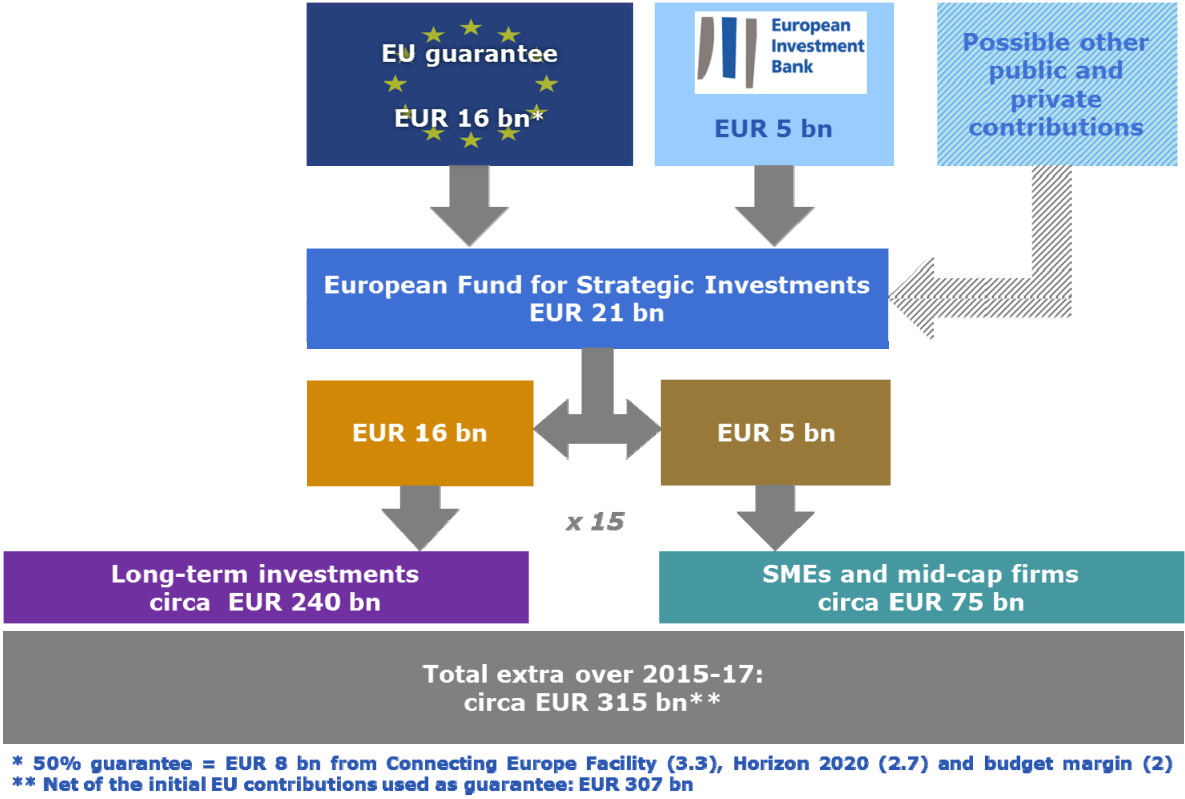 EU guarantee
EUR 16 bn*
European
Investment
Bank
EUR 5 bn
Possible other
public and
private
contributions
European Fund for Strategic Investments
EUR 21 bn
EUR 16 bn
EUR 5 bn
x 15
Long-term investments
circa EUR 240 bn
SMEs and mid-cap firms
circa EUR 75 bn
Total extra over 2015-17:
circa EUR 315 bn**
* 50% guarantee = EUR 8 bn from Connecting Europe Facility (3.3), Horizon 2020 (2.7) and budget margin (2)
** Net of the initial EU contributions used as guarantee: EUR 307 bn